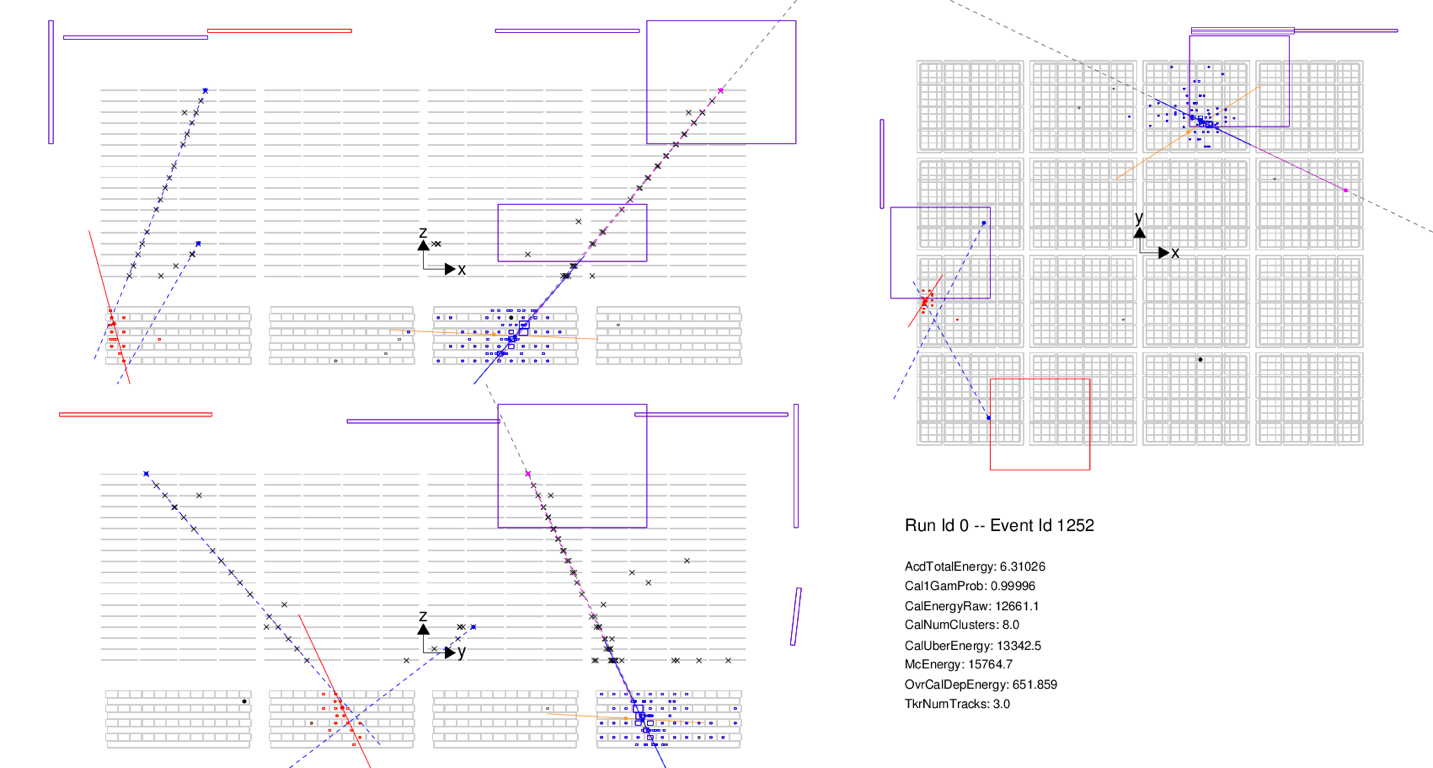 z
x
z
y
y
x
Run Id 0 -- Event Id 1252
AcdTotalEnergy: 6.31026
Cal1GamProb: 0.99996
CalEnergyRaw: 12661.1
CalNumClusters: 8.0
CalUberEnergy: 13342.5
McEnergy: 15764.7
OvrCalDepEnergy: 651.859
TkrNumTracks: 3.0